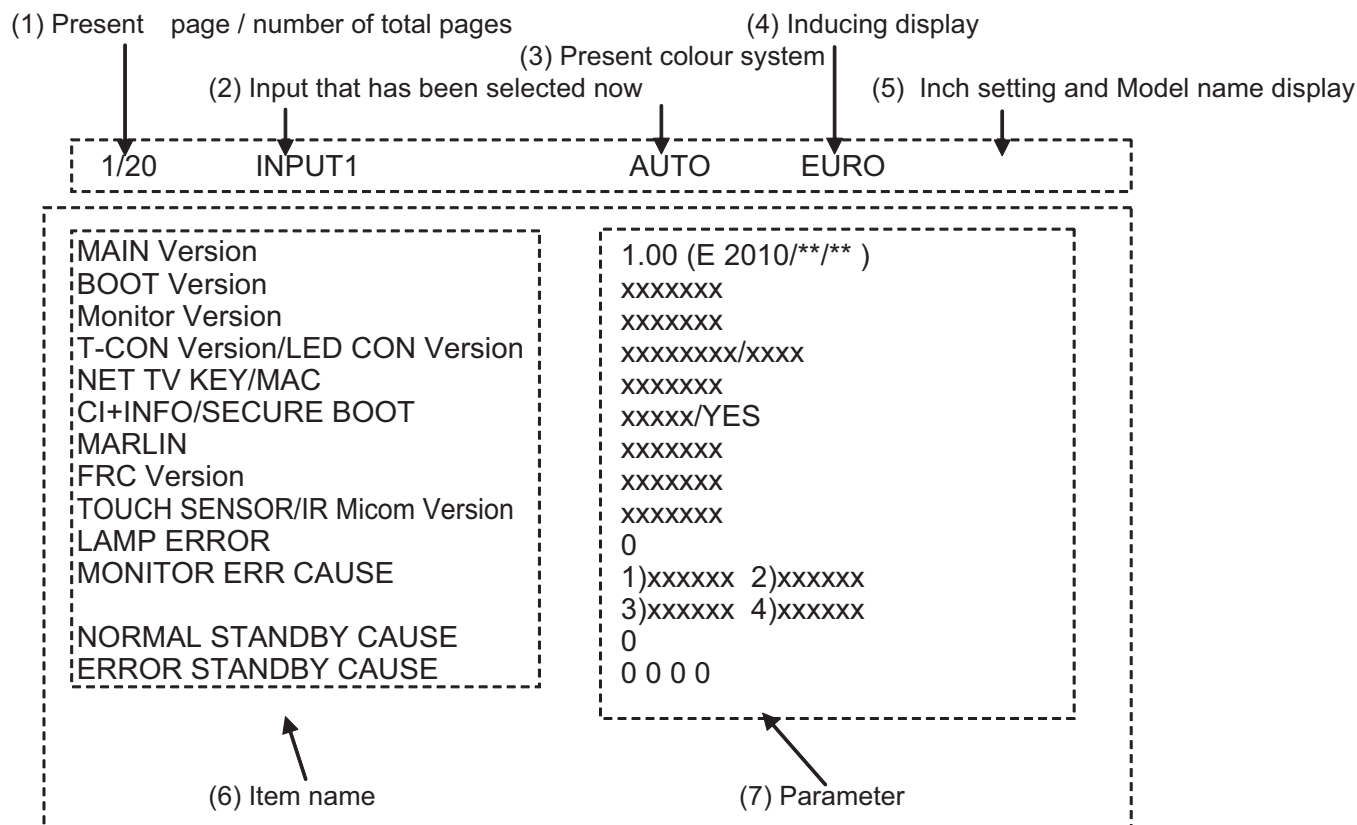 (1) Present page / number of total pages
(4) Inducing display
(3) Present colour system
(2) Input that has been selected now
(5) Inch setting and Model name display
1/20 INPUT1 AUTO EURO
MAIN Version 1.00 (E 2010/**/** )
BOOT Version xxxxxxx
Monitor Version xxxxxxx
T-CON Version/LED CON Version xxxxxxxx/xxxx
NET TV KEY/MAC xxxxxxx
CI+INFO/SECURE BOOT xxxxx/YES
MARLIN xxxxxxx
FRC Version xxxxxxx
TOUCH SENSOR/IR Micom Version xxxxxxx
LAMP ERROR 0
MONITOR ERR CAUSE 1)xxxxxx 2)xxxxxx
3)xxxxxx 4)xxxxxx
NORMAL STANDBY CAUSE 0
ERROR STANDBY CAUSE 0 0 0 0
(6) Item name
(7) Parameter